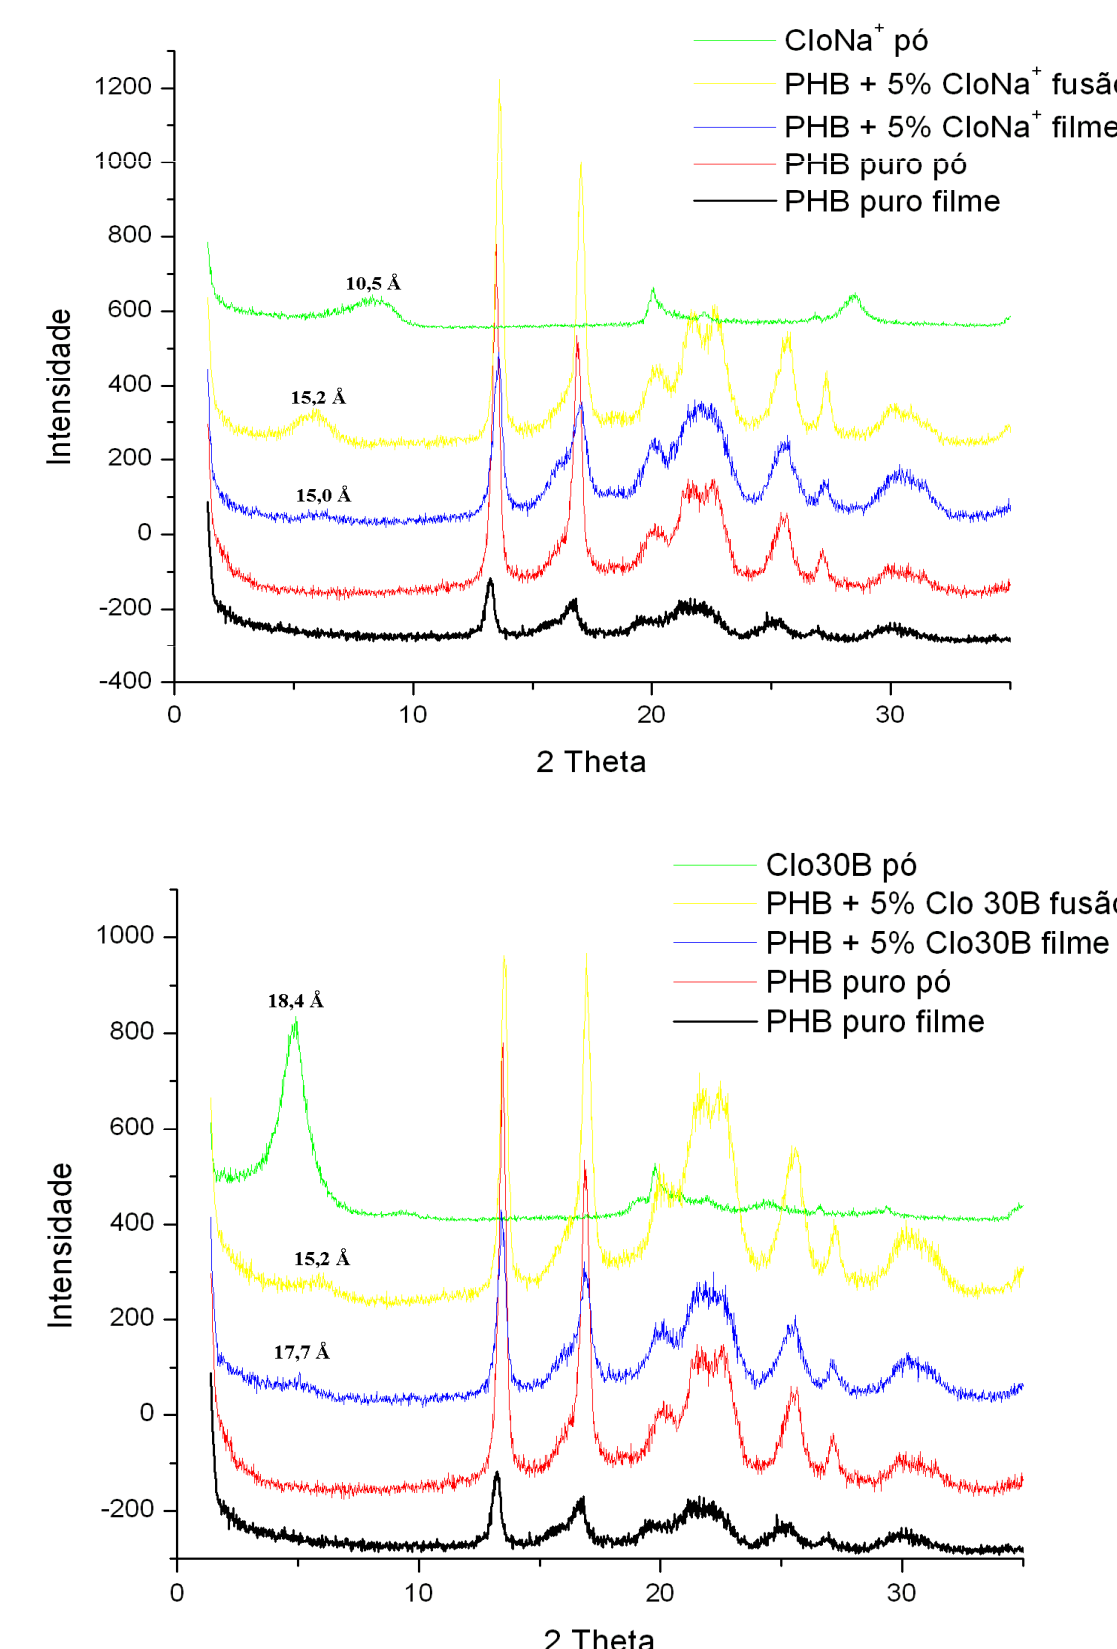 CloNa+ pó
PHB + 5% CloNa+ fusão
PHB + 5% CloNa+ filme
PHB puro pó
PHB puro filme
1200
1000
800
600
400
200
0
-200
-400
10,5 Å
15,2 Å
15,0 Å
Intensidade
0 10 20 30
2 Theta
Clo30B pó
PHB + 5% Clo 30B fusão
PHB + 5% Clo30B filme
PHB puro pó
PHB puro filme
1000
800
600
400
200
0
-200
18,4 Å
15,2 Å
17,7 Å
Intensidade
0 10 20 30
2 Theta